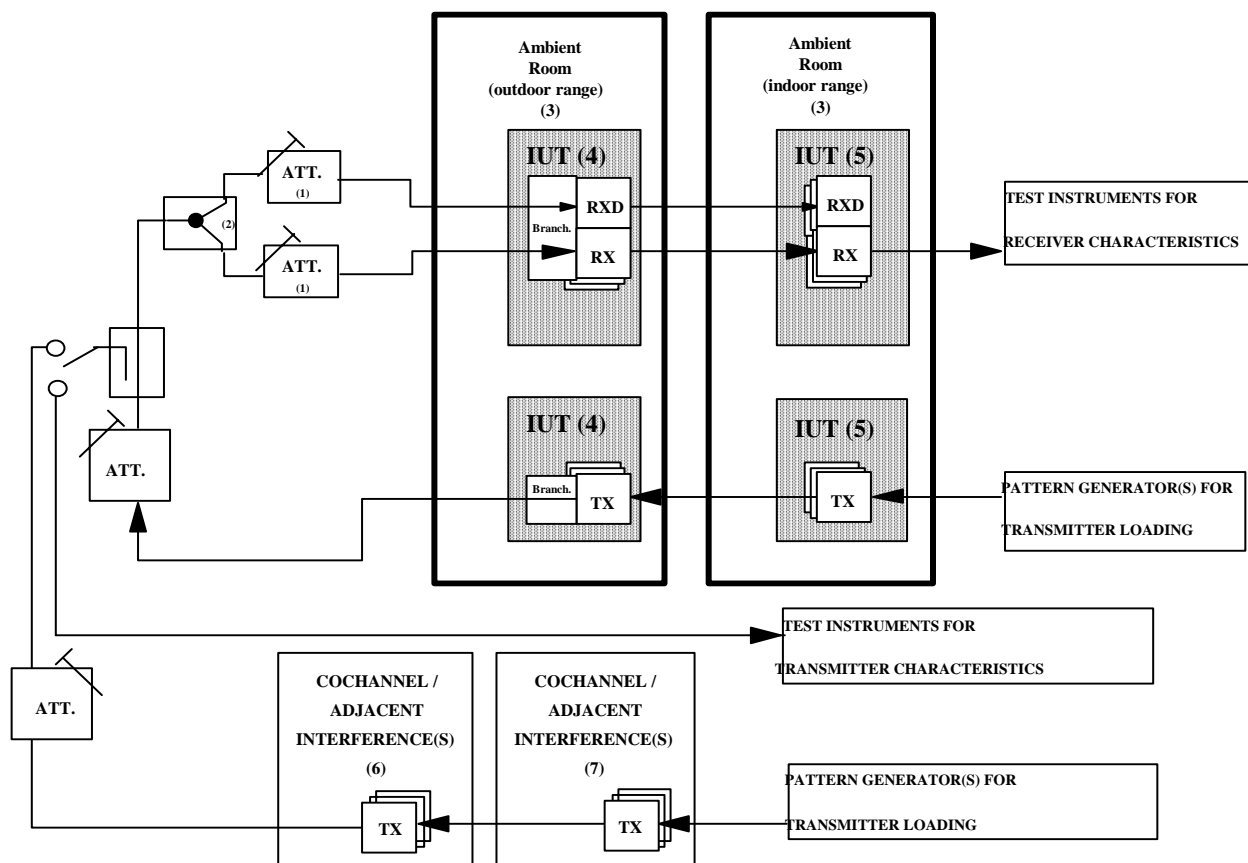 Ambient
Room
(outdoor range)
(3)
Ambient
Room
(indoor range)
(3)
IUT (4)
IUT (5)
ATT.
(1)
RXD
RXD
TEST INSTRUMENTS FOR
RECEIVER CHARACTERISTICS
(2)
Branch.
RX
RX
ATT.
(1)
IUT (4)
IUT (5)
ATT.
Branch.
TX
TX
PATTERN GENERATOR(S) FOR
TRANSMITTER LOADING
TEST INSTRUMENTS FOR
TRANSMITTER CHARACTERISTICS
ATT.
COCHANNEL /
ADJACENT
INTERFERENCE(S)
(6)
TX
COCHANNEL /
ADJACENT
INTERFERENCE(S)
(7)
TX
PATTERN GENERATOR(S) FOR
TRANSMITTER LOADING